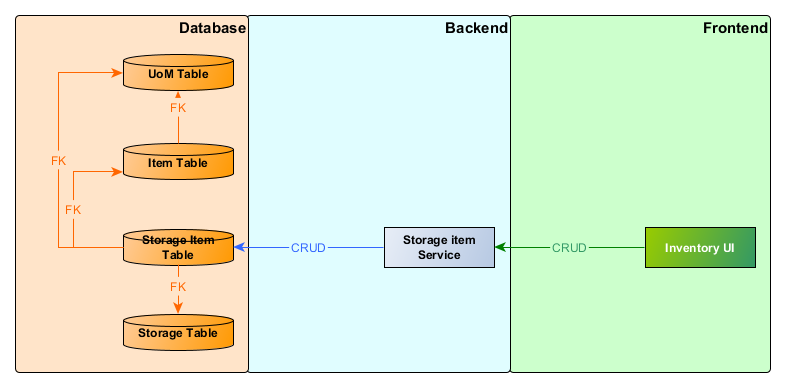 Database
Backend
Frontend
UoM Table
FK
Item Table
FK
FK
Storage Item
Table
CRUD
Storage item
Service
CRUD
Inventory UI
FK
Storage Table